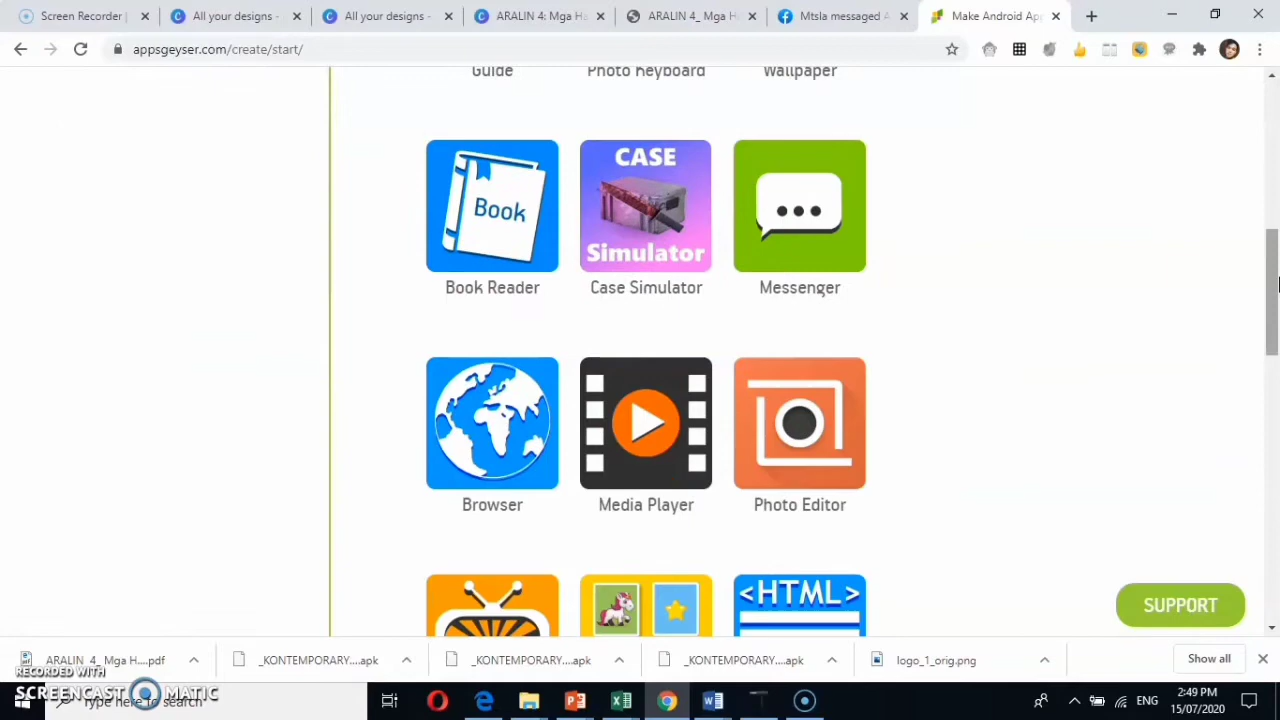 Screen Recorder |
All your designs -
All your designs -
ARALIN 4: Mga Ha
ARALIN 4_ Mga H
Mtsla messaged A
Make Android App
appsgeyser.com/create/start/
Guide
Photo Keyboard
Wallpaper
Book
CASE
Simulator
Book Reader
Case Simulator
Messenger
Browser
Media Player
Photo Editor
<HTML>
SUPPORT
ARALIN_4_Mga H....pdf
_KONTEMPORARY....apk
_KONTEMPORARY....apk
_KONTEMPORARY....apk
logo_1_orig.png
Show all
RECORDED WITH
SCREENCAST MATIC
Type here to search
ENG
2:49 PM
15/07/2020